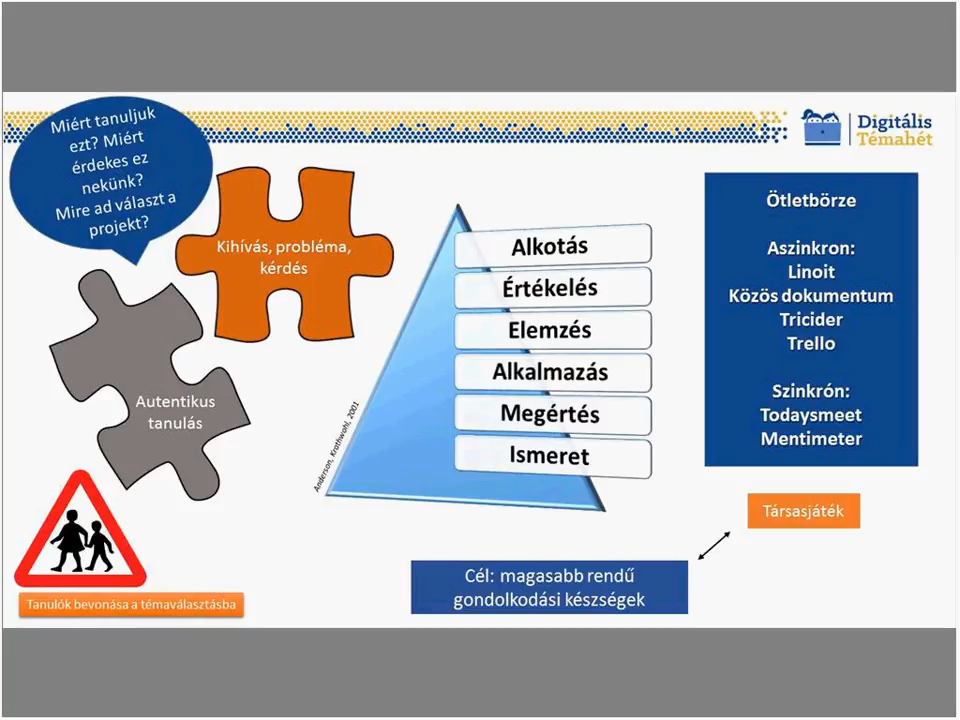 Miért tanuljuk
ezt? Miért
érdekes ez
nekünk?
Mire ad választ a
projekt?
Digitális
Témahét
Kihívás, probléma,
kérdés
Autentikus
tanulás
Alkotás
Értékelés
Elemzés
Alkalmazás
Megértés
Ismeret
Anderson, Krathwohl, 2001
Ötletbörze
Aszinkron:
Linoit
Közös dokumentum
Tricider
Trello
Szinkrón:
Todaysmeet
Mentimeter
Társasjáték
Cél: magasabb rendű
gondolkodási készségek
Tanulók bevonása a témaválasztásba